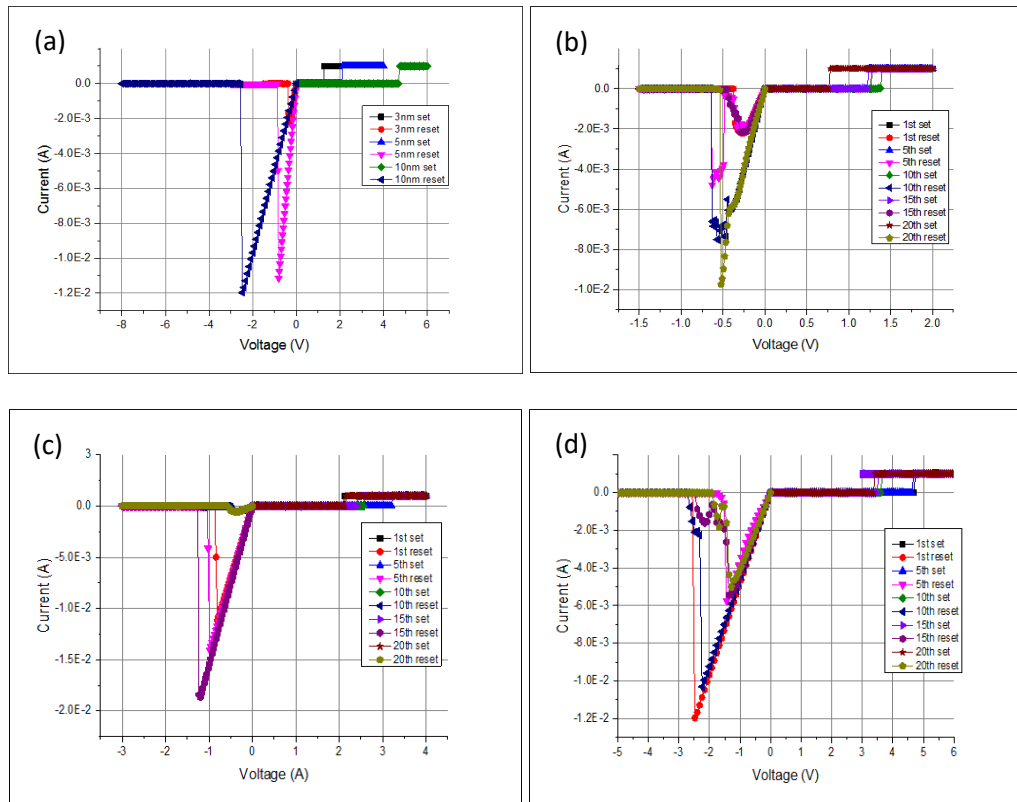 (a)
0.0
-2.0E-3
-4.0E-3
-6.0E-3
-8.0E-3
-1.0E-2
-1.2E-2
Current (A)
-8
-6
-4
-2
0
2
4
6
Voltage (V)
3nm set
3nm reset
5nm set
5nm reset
10nm set
10nm reset
(b)
0.0
-2.0E-3
-4.0E-3
-6.0E-3
-8.0E-3
-1.0E-2
Current (A)
-1.5
-1.0
-0.5
0.0
0.5
1.0
1.5
2.0
Voltage (V)
1st set
1st reset
5th set
5th reset
10th set
10th reset
15th set
15th reset
20th set
20th reset
(c)
3
0.0
-5.0E-3
-1.0E-2
-1.5E-2
-2.0E-2
Current (A)
-3
-2
-1
0
1
2
3
4
Voltage (A)
1st set
1st reset
5th set
5th reset
10th set
10th reset
15th set
15th reset
20th set
20th reset
(d)
0.0
-2.0E-3
-4.0E-3
-6.0E-3
-8.0E-3
-1.0E-2
-1.2E-2
Current (A)
-5
-4
-3
-2
-1
0
1
2
3
4
5
6
Voltage (V)
1st set
1st reset
5th set
5th reset
10th set
10th reset
15th set
15th reset
20th set
20th reset